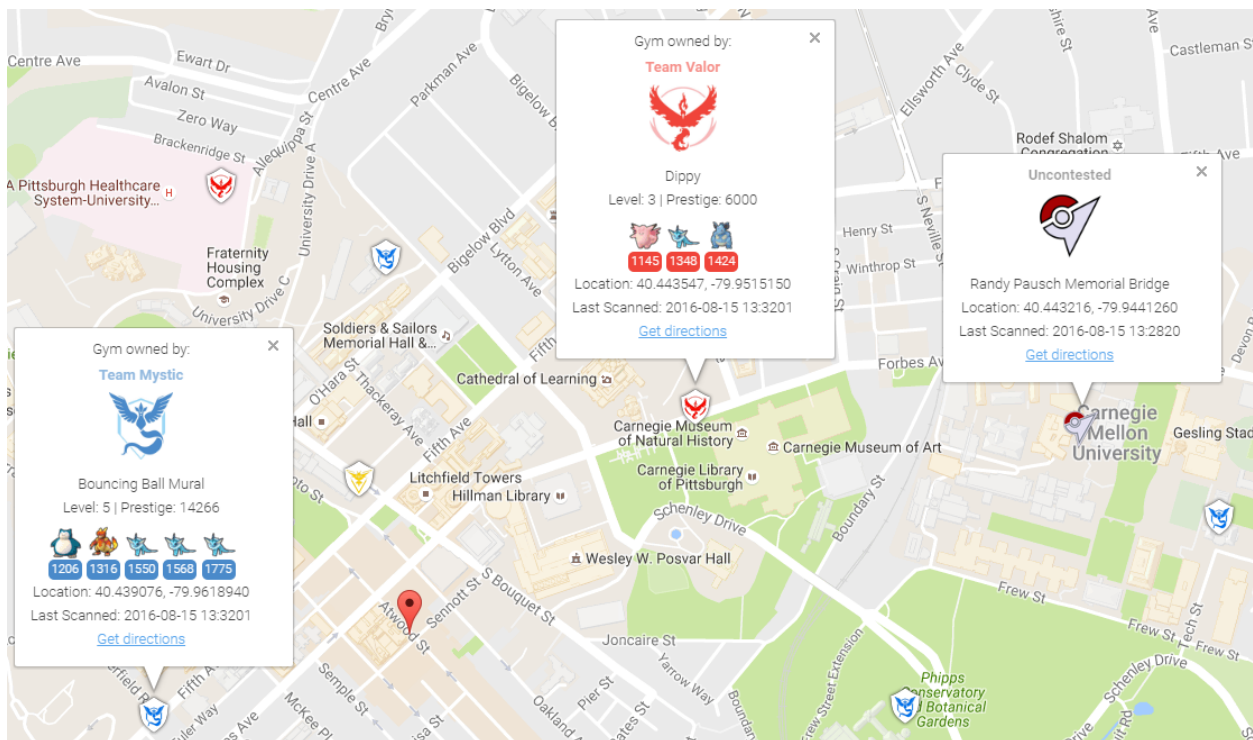 Centre Ave
Ewart Dr
Avalon St
Zero Way
Brackenridge St
Allequippa St
Centre Ave
University Drive A
Parkman Ave
Bigelow Blvd
Lytton Ave
A Pittsburgh Healthcare
System-University...
H
Fraternity
Housing
Complex
University Drive C
Soldiers & Sailors
Memorial Hall &...
O'Hara St
Thackeray Ave
Fifth Ave
Cathedral of Learning
Hall
Litchfield Towers
Hillman Library
Carnegie Museum
of Natural History
Carnegie Museum of Art
Carnegie Library
of Pittsburgh
Schenley Drive
Wesley W. Posvar Hall
S Bouquet St
Sennott St
Atwood St
Joncaire St
Yarrow Way
Pier St
Semple St
McKee Pl
Fifth A
Oakland
Boundary St
Frew Street Extension
Phipps
Conservatory
d Botanical
Gardens
Frew St
Frew St
Tech St
Schenley Drive
Forbes Av
Henry St
Winthrop St
S Neville St
S Craig St
Ellsworth Ave
Clyde St
Castleman St
Rodef Shalom
Congregation
Fifth Ave
Devon R
Carnegie
Mellon
University
Gesling Stad
Gym owned by:
Team Valor
Dippy
Level: 3 | Prestige: 6000
1145 1348 1424
Location: 40.443547, -79.9515150
Last Scanned: 2016-08-15 13:3201
Get directions
Uncontested
Randy Pausch Memorial Bridge
Location: 40.443216, -79.9441260
Last Scanned: 2016-08-15 13:2820
Get directions
Gym owned by:
Team Mystic
Bouncing Ball Mural
Level: 5 | Prestige: 14266
1206 1316 1550 1568 1775
Location: 40.439076, -79.9618940
Last Scanned: 2016-08-15 13:3201
Get directions